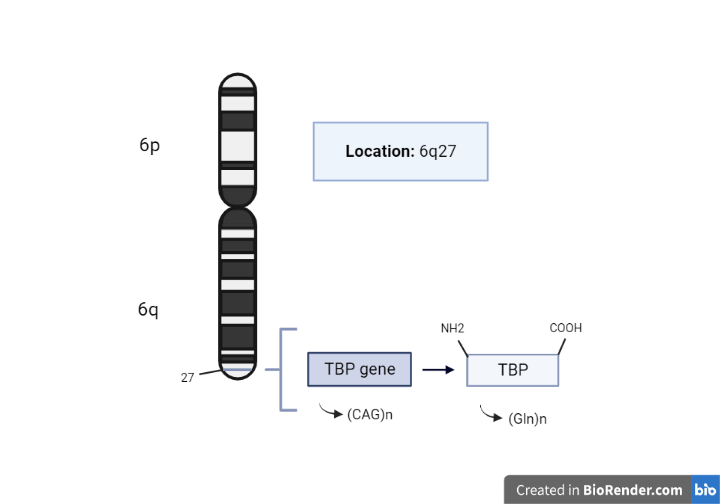 6p
Location: 6q27
6q
NH2
COOH
TBP gene
TBP
27
(CAG)n
(Gln)n
Created in BioRender.com bio